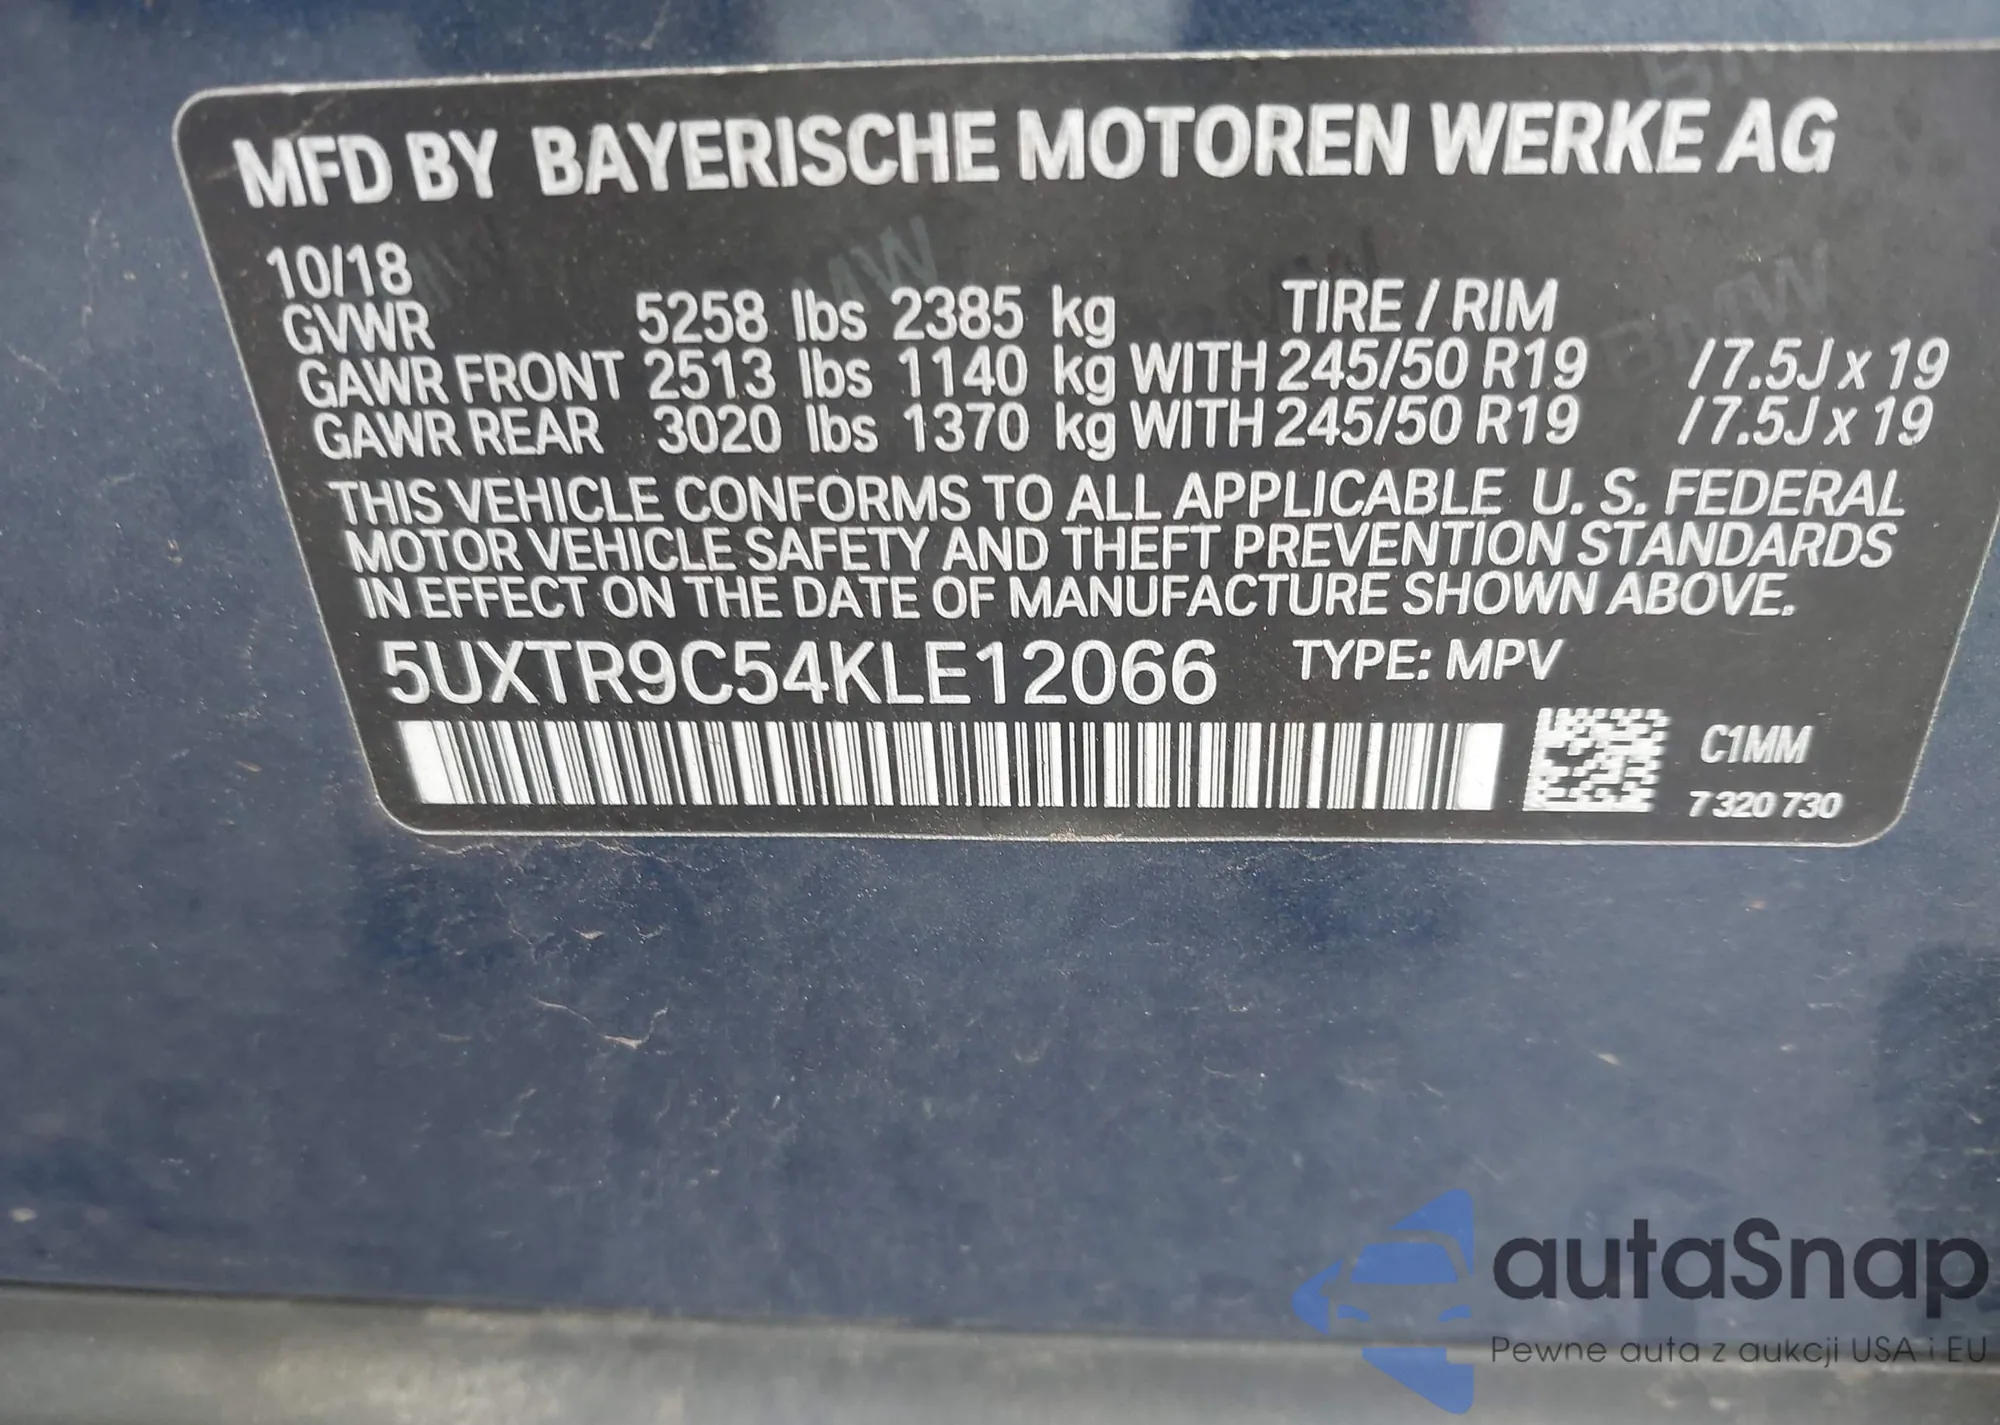 MFD BY BAYERISCHE MOTOREN WERKE AG
10/18
GVWR 5258 lbs 2385 kg TIRE / RIM
GAWR FRONT 2513 lbs 1140 kg WITH 245/50 R19 / 7.5J x 19
GAWR REAR 3020 lbs 1370 kg WITH 245/50 R19 / 7.5J x 19
THIS VEHICLE CONFORMS TO ALL APPLICABLE U. S. FEDERAL
MOTOR VEHICLE SAFETY AND THEFT PREVENTION STANDARDS
IN EFFECT ON THE DATE OF MANUFACTURE SHOWN ABOVE.
5UXTR9C54KLE12066 TYPE: MPV
C1MM
7 320 730
autaSnap
Pewne auta z aukcji USA i EU